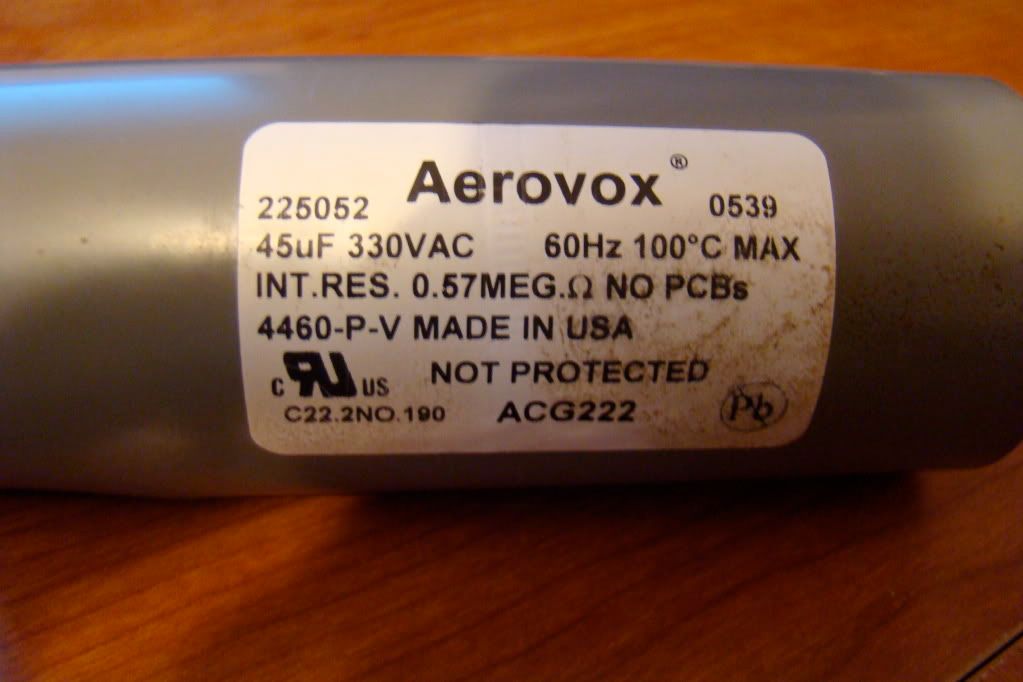 Aerovox®
225052 0539
45uF 330VAC 60Hz 100°C MAX
INT.RES. 0.57MEG.Ω NO PCBs
4460-P-V MADE IN USA
c RU US NOT PROTECTED
C22.2NO.190 ACG222 Pb